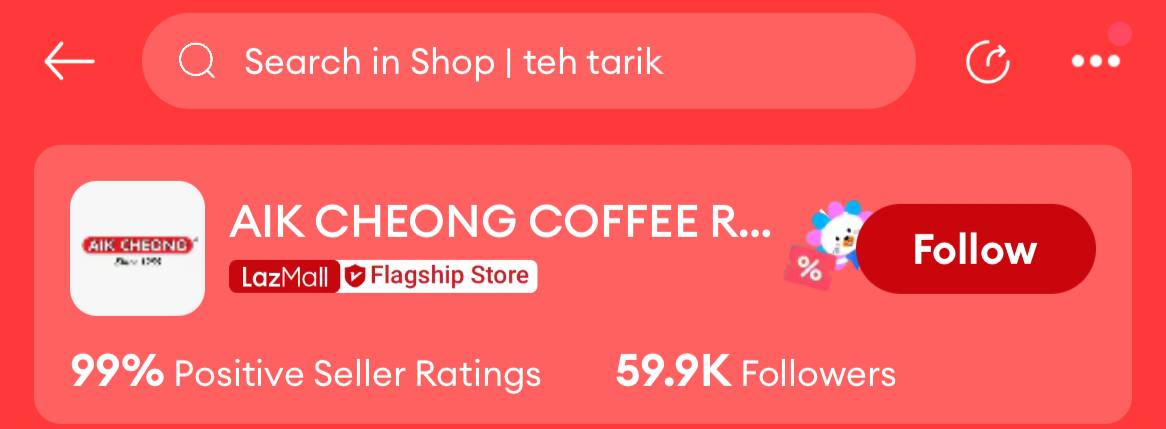 Search in Shop | teh tarik
AIK CHEONG
AIK CHEONG COFFEE R...
LazMall Flagship Store
%
Follow
99% Positive Seller Ratings
59.9K Followers